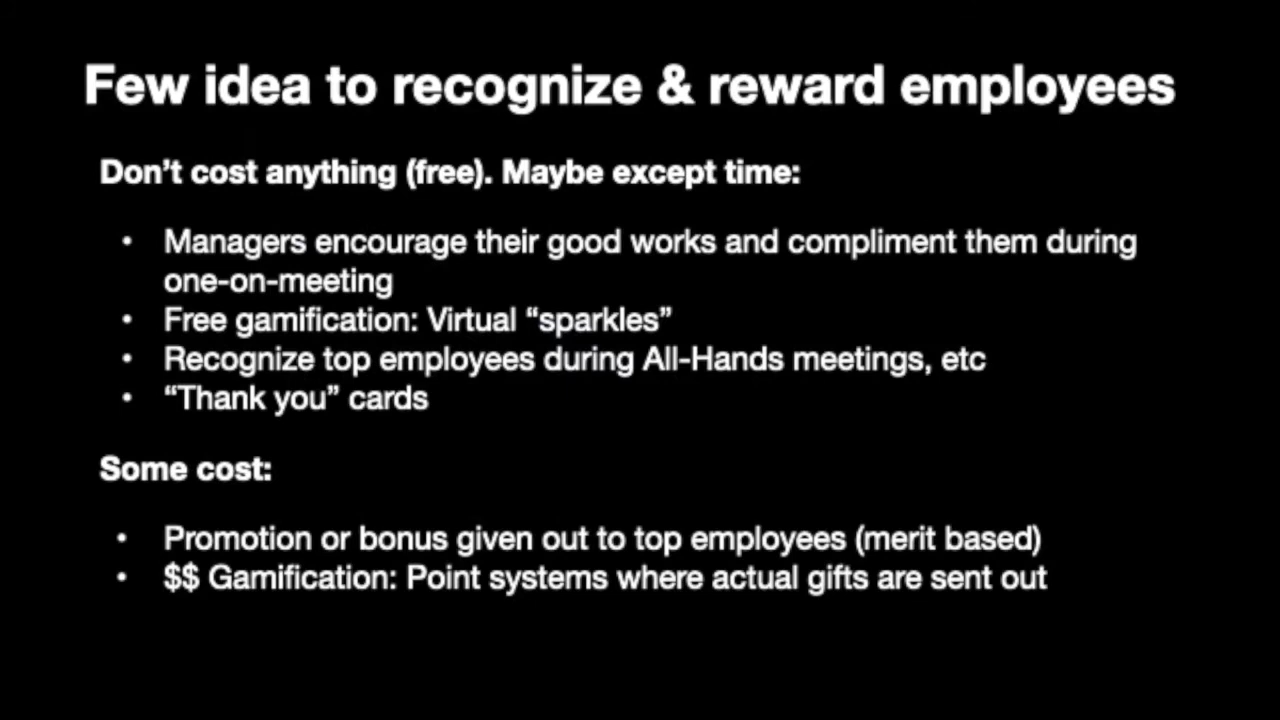 Few idea to recognize & reward employees
Don’t cost anything (free). Maybe except time:
• Managers encourage their good works and compliment them during
one-on-meeting
• Free gamification: Virtual “sparkles”
• Recognize top employees during All-Hands meetings, etc
• “Thank you” cards
Some cost:
• Promotion or bonus given out to top employees (merit based)
• $$ Gamification: Point systems where actual gifts are sent out